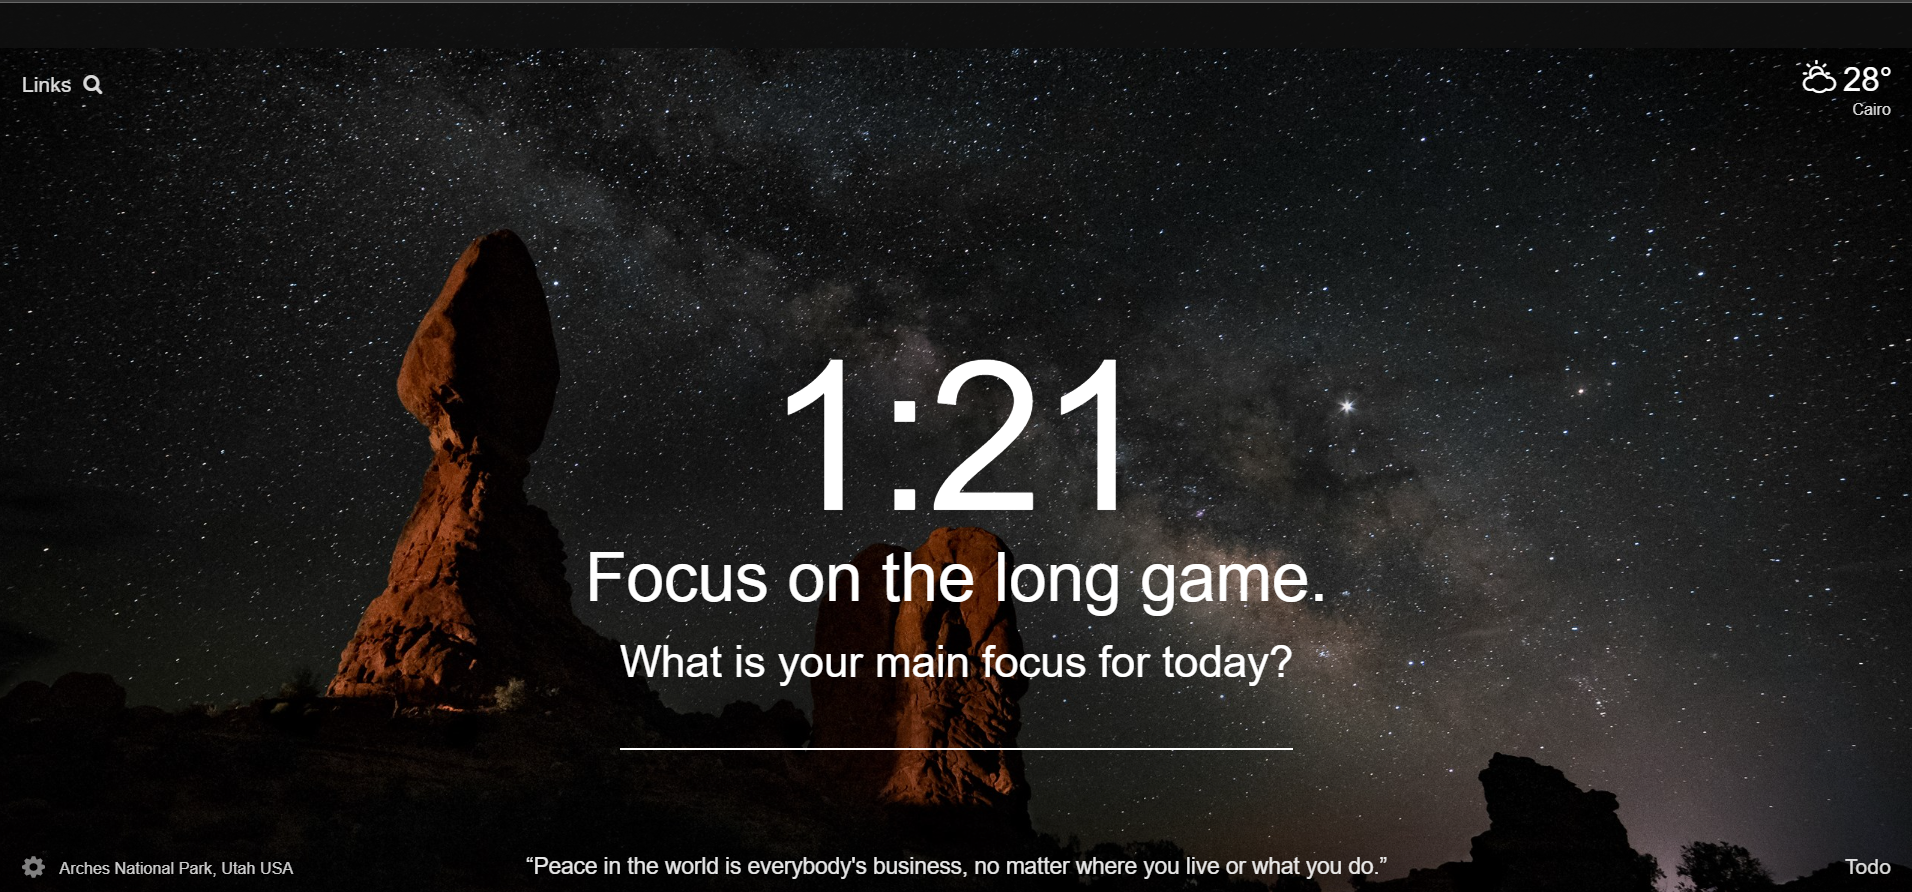 Links
28°
Cairo
1:21
Focus on the long game.
What is your main focus for today?
Arches National Park, Utah USA
“Peace in the world is everybody's business, no matter where you live or what you do.”
Todo